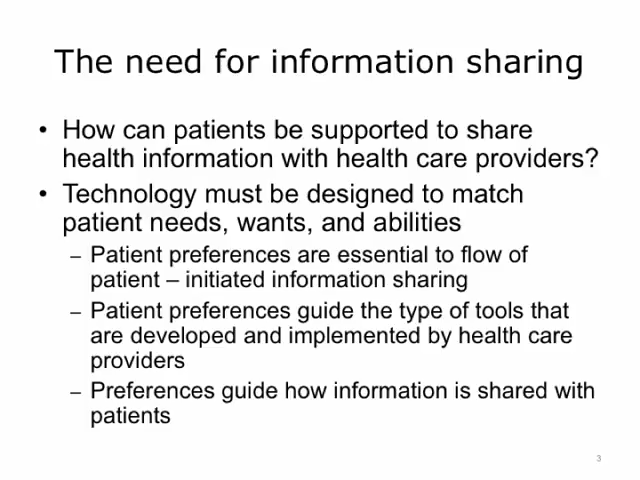 The need for information sharing
• How can patients be supported to share
health information with health care providers?
• Technology must be designed to match
patient needs, wants, and abilities
– Patient preferences are essential to flow of
patient – initiated information sharing
– Patient preferences guide the type of tools that
are developed and implemented by health care
providers
– Preferences guide how information is shared with
patients
3